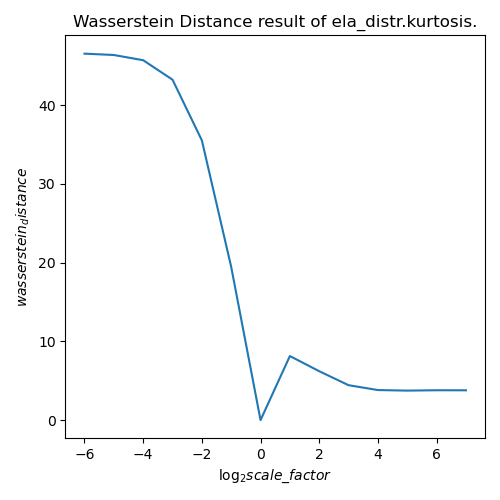 Wasserstein Distance result of ela_distr.kurtosis.
40
30
20
10
0
wasserstein_distance
−6 −4 −2 0 2 4 6
log₂scale_factor